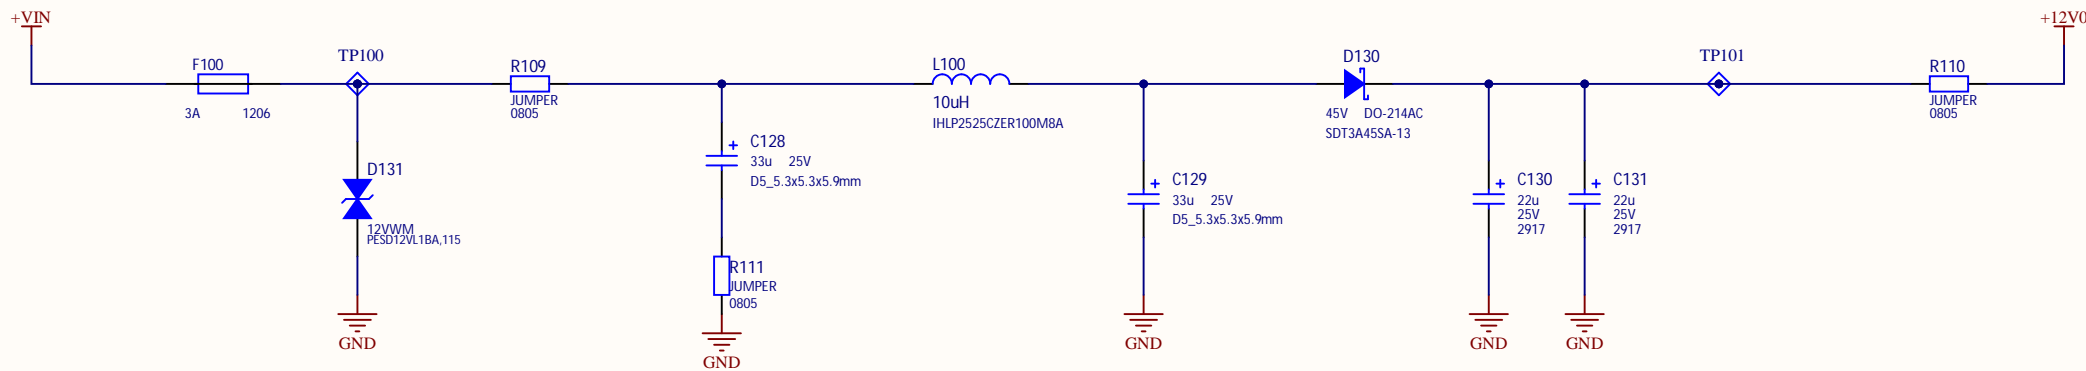 +VIN
F100
3A 1206
TP100
D131
12VWM
PESD12VL1BA,115
GND
R109
JUMPER
0805
C128
33u 25V
D5_5.3x5.3x5.9mm
R111
JUMPER
0805
GND
L100
10uH
IHLP2525CZER100M8A
C129
33u 25V
D5_5.3x5.3x5.9mm
GND
D130
45V DO-214AC
SDT3A45SA-13
C130
22u
25V
2917
GND
C131
22u
25V
2917
GND
TP101
R110
JUMPER
0805
+12V0